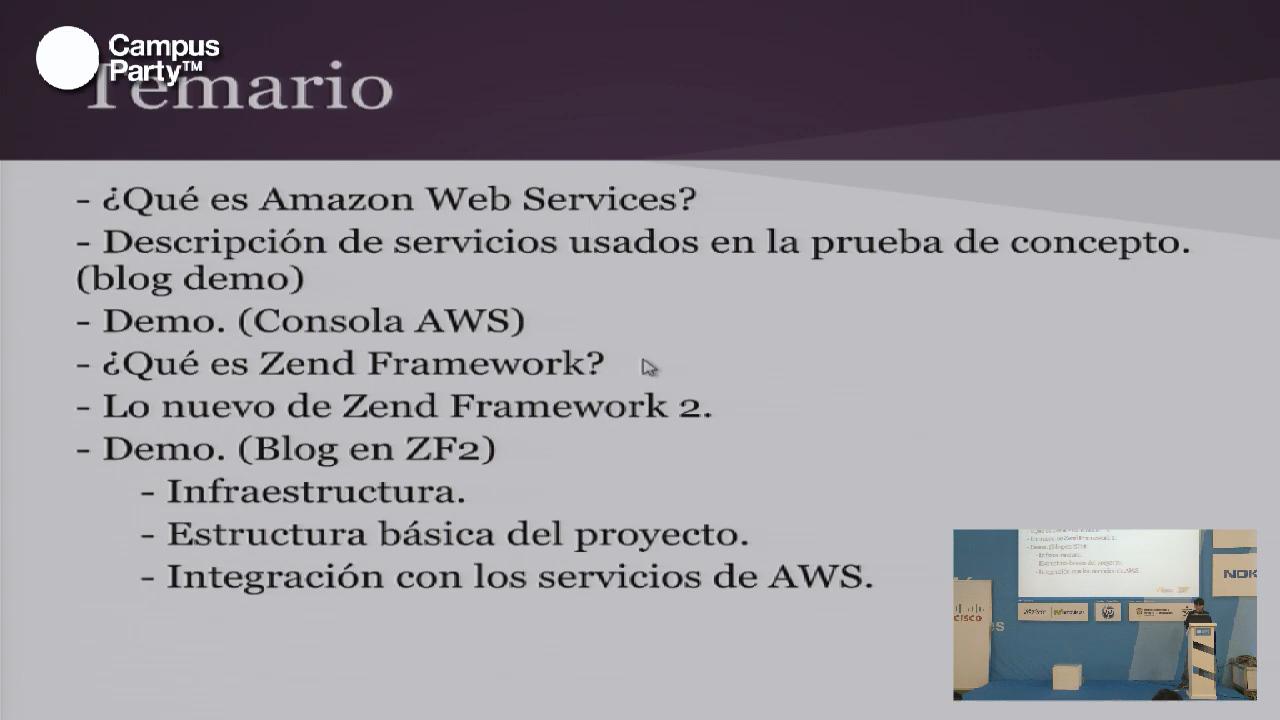 Campus
Party™
Temario
- ¿Qué es Amazon Web Services?
- Descripción de servicios usados en la prueba de concepto.
(blog demo)
- Demo. (Consola AWS)
- ¿Qué es Zend Framework?
- Lo nuevo de Zend Framework 2.
- Demo. (Blog en ZF2)
- Infraestructura.
- Estructura básica del proyecto.
- Integración con los servicios de AWS.
CISCO
NOK